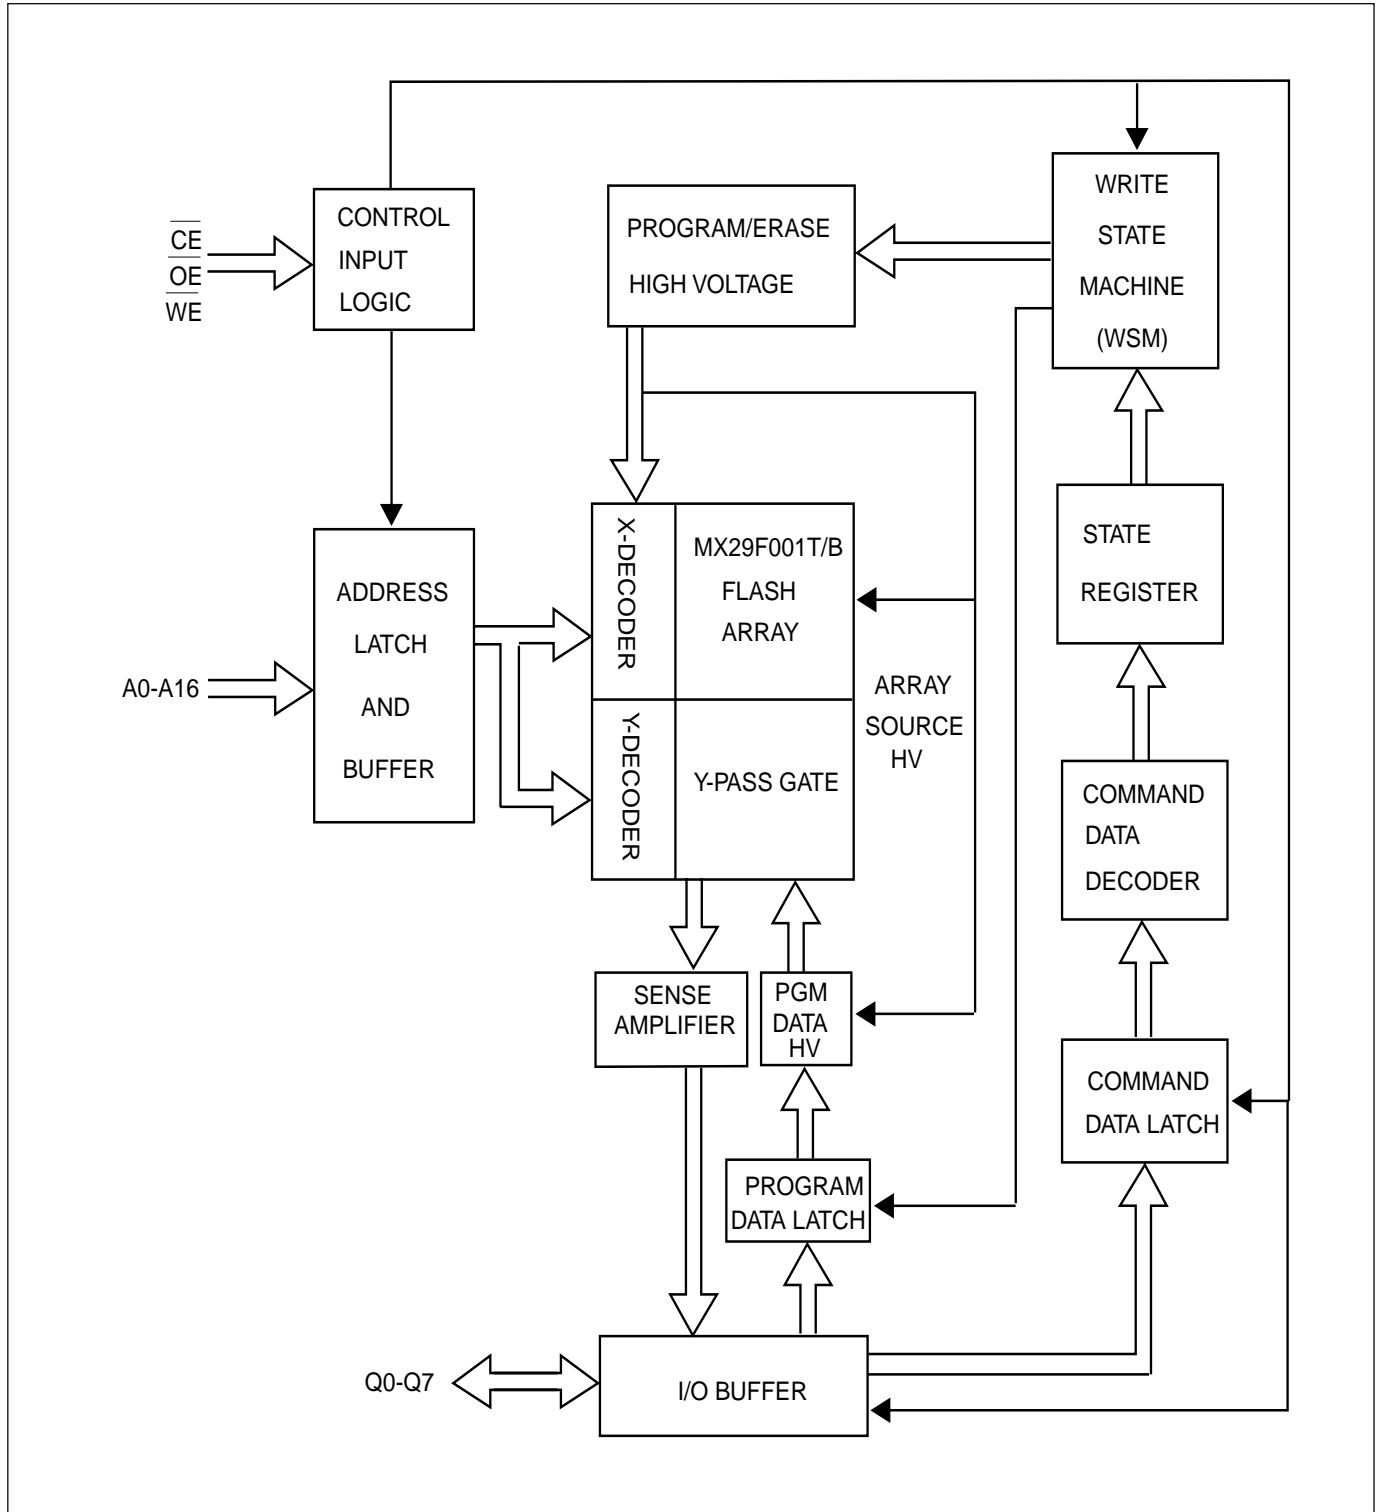 CONTROL
INPUT
LOGIC
CE
OE
WE
PROGRAM/ERASE
HIGH VOLTAGE
WRITE
STATE
MACHINE
(WSM)
STATE
REGISTER
X-DECODER
MX29F001T/B
FLASH
ARRAY
ADDRESS
LATCH
AND
BUFFER
A0-A16
Y-DECODER
Y-PASS GATE
ARRAY
SOURCE
HV
COMMAND
DATA
DECODER
SENSE
AMPLIFIER
PGM
DATA
HV
COMMAND
DATA LATCH
PROGRAM
DATA LATCH
Q0-Q7
I/O BUFFER